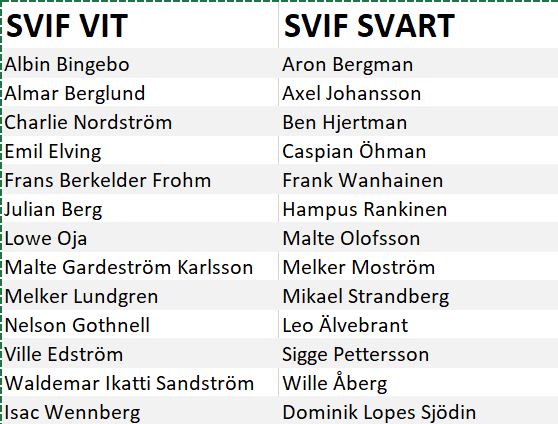 SVIF VIT SVIF SVART
Albin Bingebo Aron Bergman
Almar Berglund Axel Johansson
Charlie Nordström Ben Hjertman
Emil Elving Caspian Öhman
Frans Berkelder Frohm Frank Wanhainen
Julian Berg Hampus Rankinen
Lowe Oja Malte Olofsson
Malte Gardeström Karlsson Melker Moström
Melker Lundgren Mikael Strandberg
Nelson Gothnell Leo Älvebrant
Ville Edström Sigge Pettersson
Waldemar Ikatti Sandström Wille Åberg
Isac Wennberg Dominik Lopes Sjödin